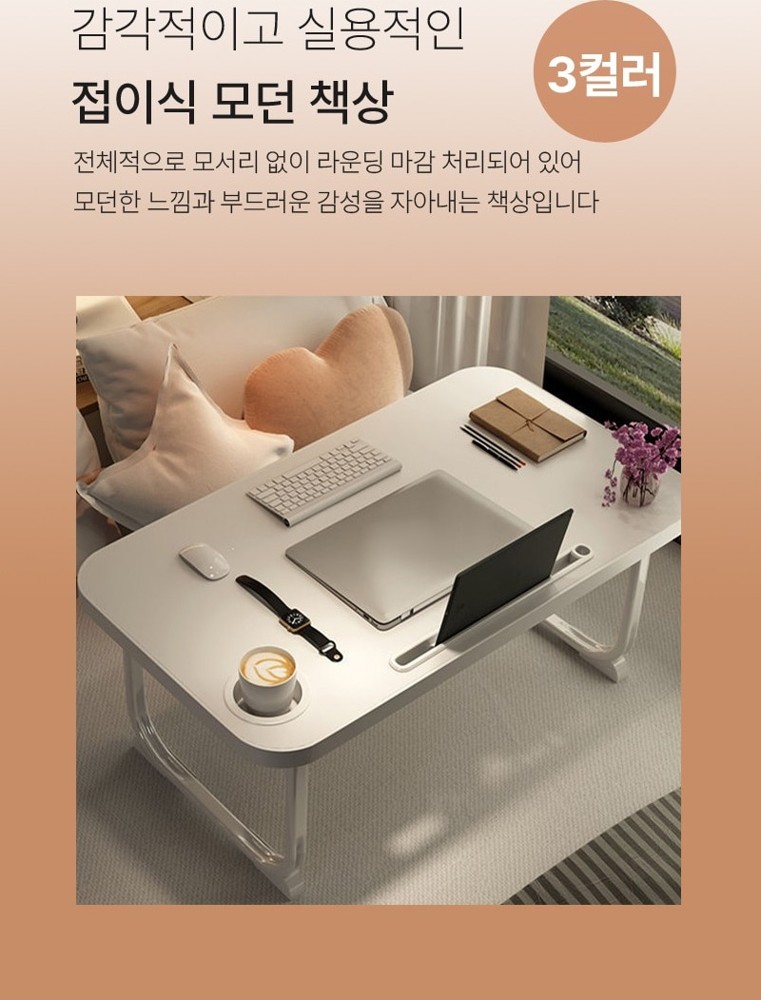 감각적이고 실용적인
접이식 모던 책상
3컬러
전체적으로 모서리 없이 라운딩 마감 처리되어 있어
모던한 느낌과 부드러운 감성을 자아내는 책상입니다